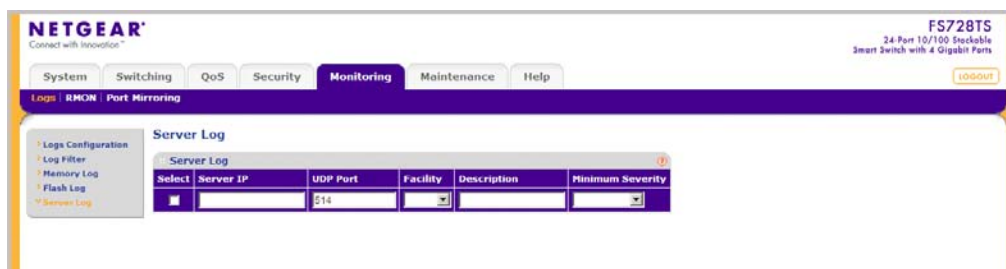 NETGEAR
Connect with Innovation™
FS728TS
24-Port 10/100 Stackable
Smart Switch with 4 Gigabit Ports
System Switching QoS Security Monitoring Maintenance Help
LOGOUT
Logs | RMON | Port Mirroring
Logs Configuration
Log Filter
Memory Log
Flash Log
Server Log
Server Log
Server Log
Select Server IP UDP Port Facility Description Minimum Severity
514